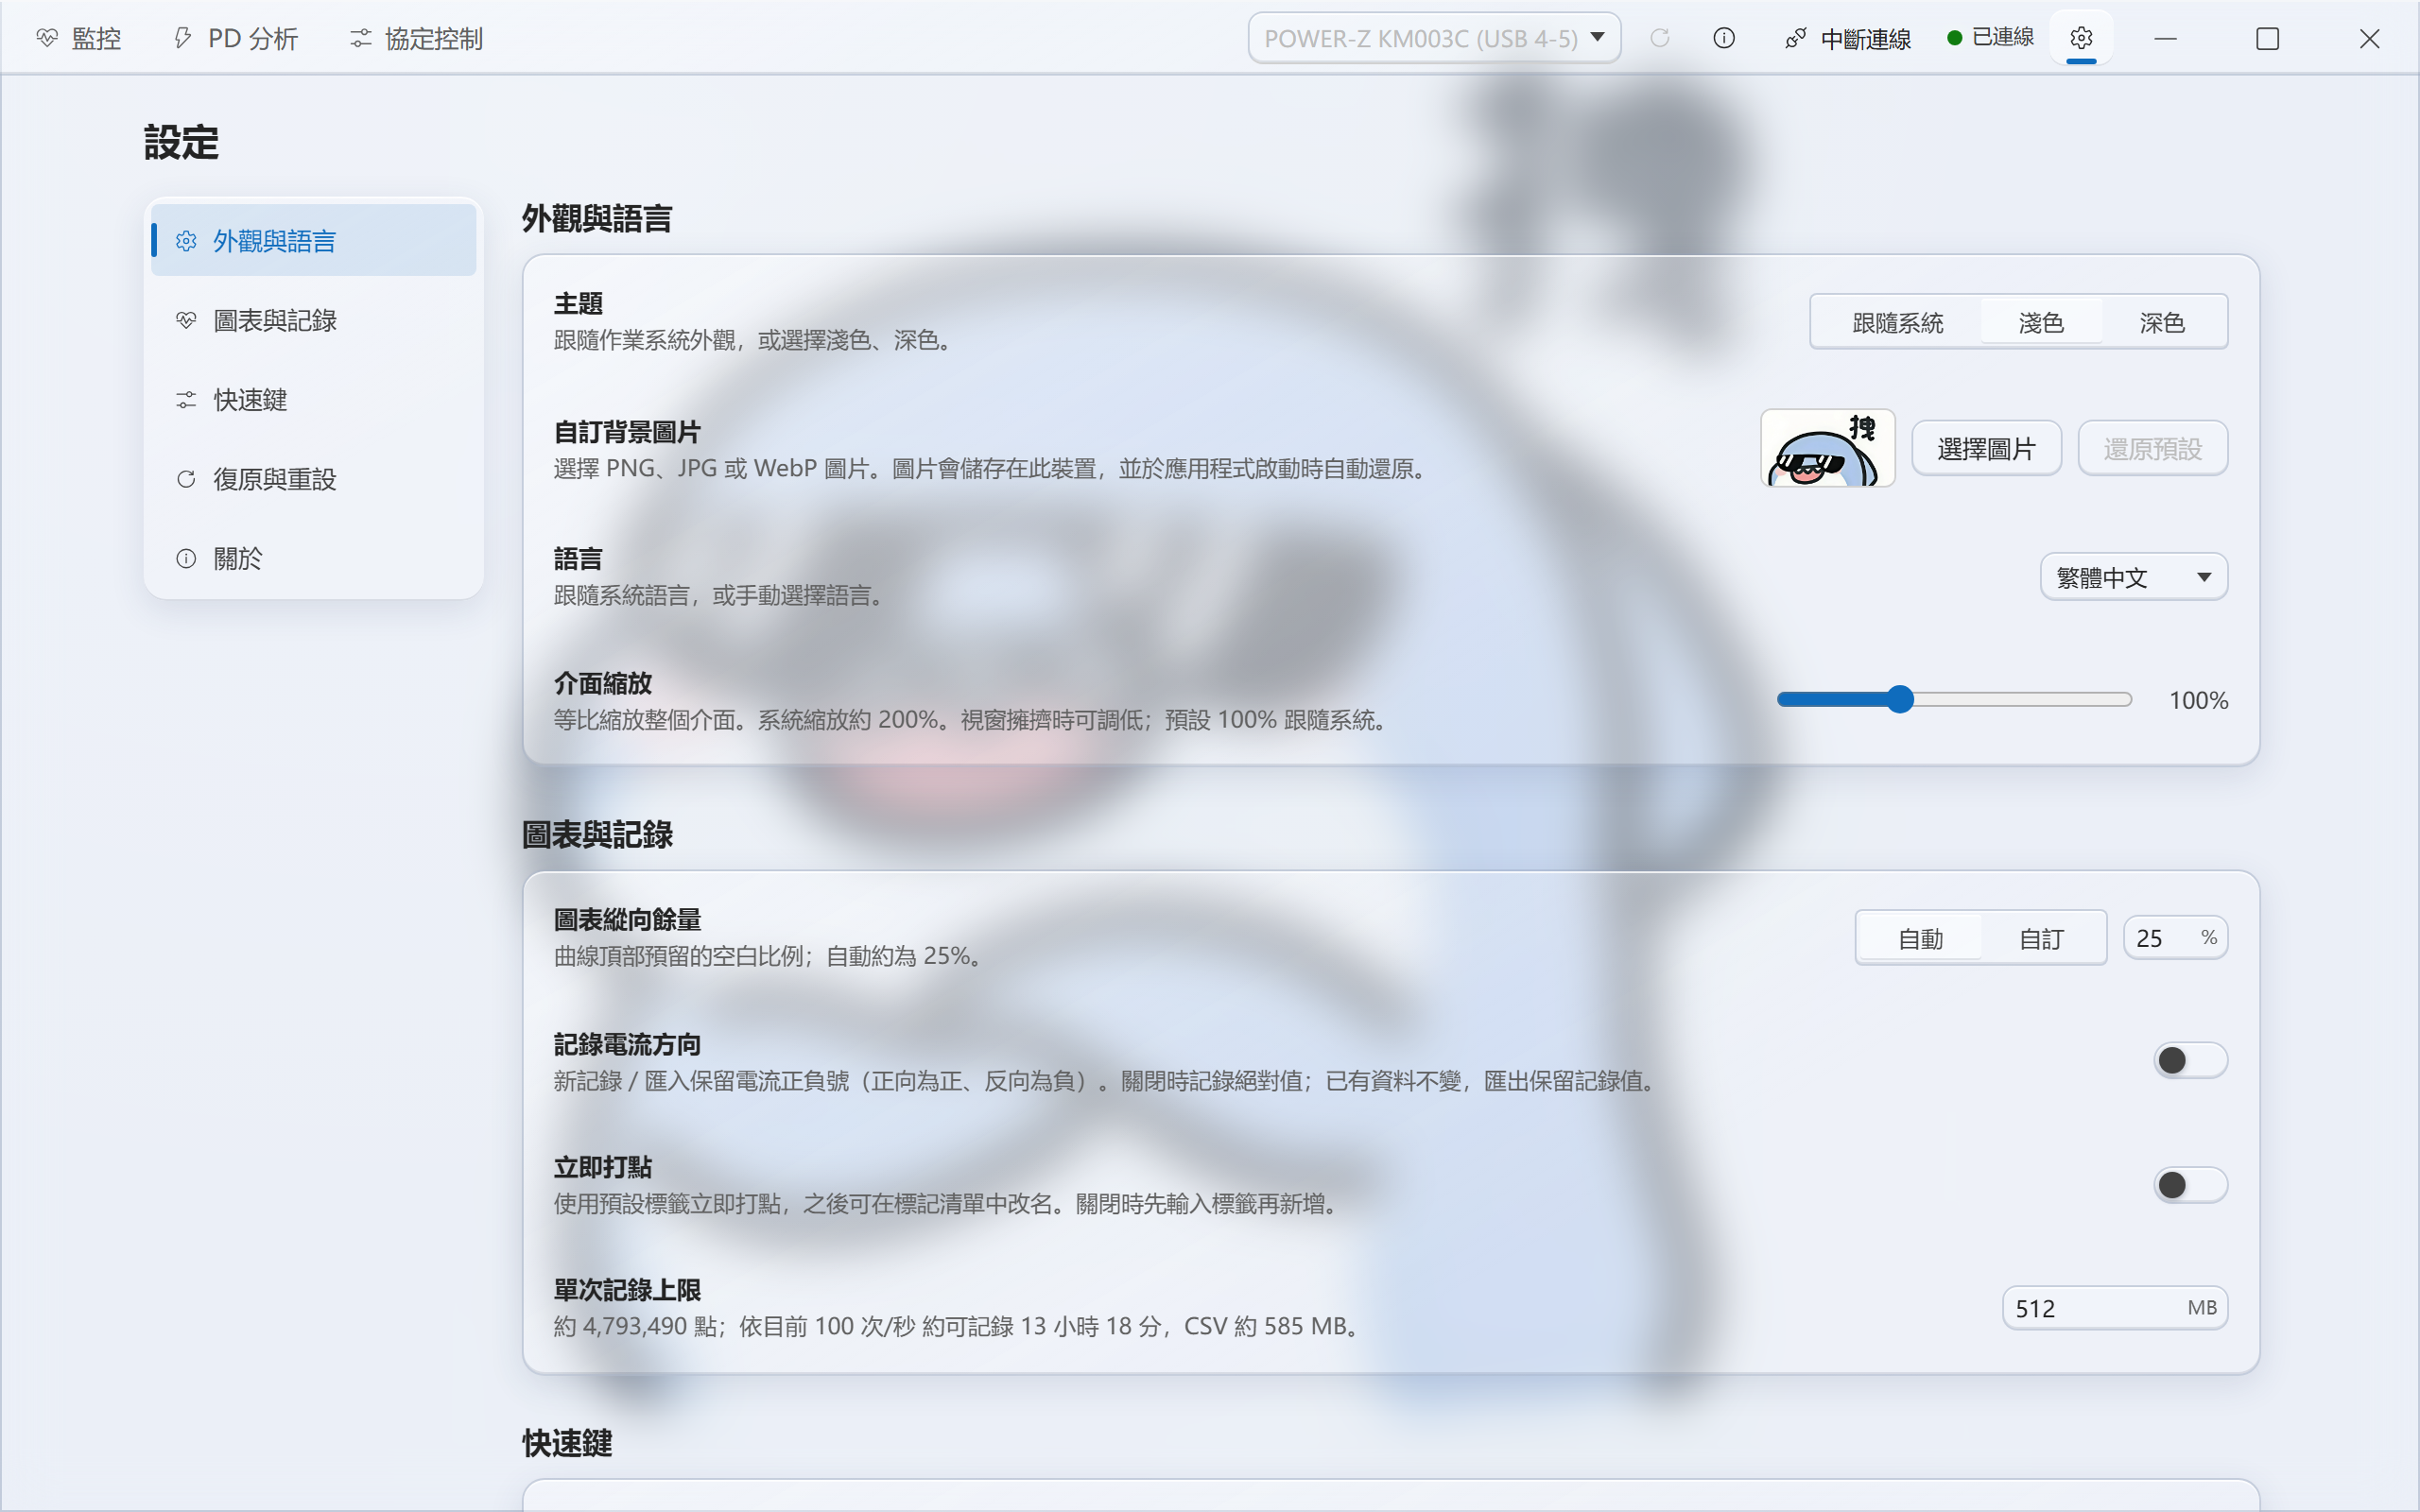 監控 PD 分析 協定控制 POWER-Z KM003C (USB 4-5) 中斷連線 已連線
設定
外觀與語言
圖表與記錄
快速鍵
復原與重設
關於
外觀與語言
主題
跟隨作業系統外觀，或選擇淺色、深色。
跟隨系統 淺色 深色
自訂背景圖片
選擇 PNG、JPG 或 WebP 圖片。圖片會儲存在此裝置，並於應用程式啟動時自動還原。
拽
選擇圖片 還原預設
語言
跟隨系統語言，或手動選擇語言。
繁體中文
介面縮放
等比縮放整個介面。系統縮放約 200%。視窗擁擠時可調低；預設 100% 跟隨系統。
100%
圖表與記錄
圖表縱向餘量
曲線頂部預留的空白比例；自動約為 25%。
自動 自訂 25 %
記錄電流方向
新記錄 / 匯入保留電流正負號（正向為正、反向為負）。關閉時記錄絕對值；已有資料不變，匯出保留記錄值。
立即打點
使用預設標籤立即打點，之後可在標記清單中改名。關閉時先輸入標籤再新增。
單次記錄上限
約 4,793,490 點；依目前 100 次/秒 約可記錄 13 小時 18 分，CSV 約 585 MB。
512 MB
快速鍵